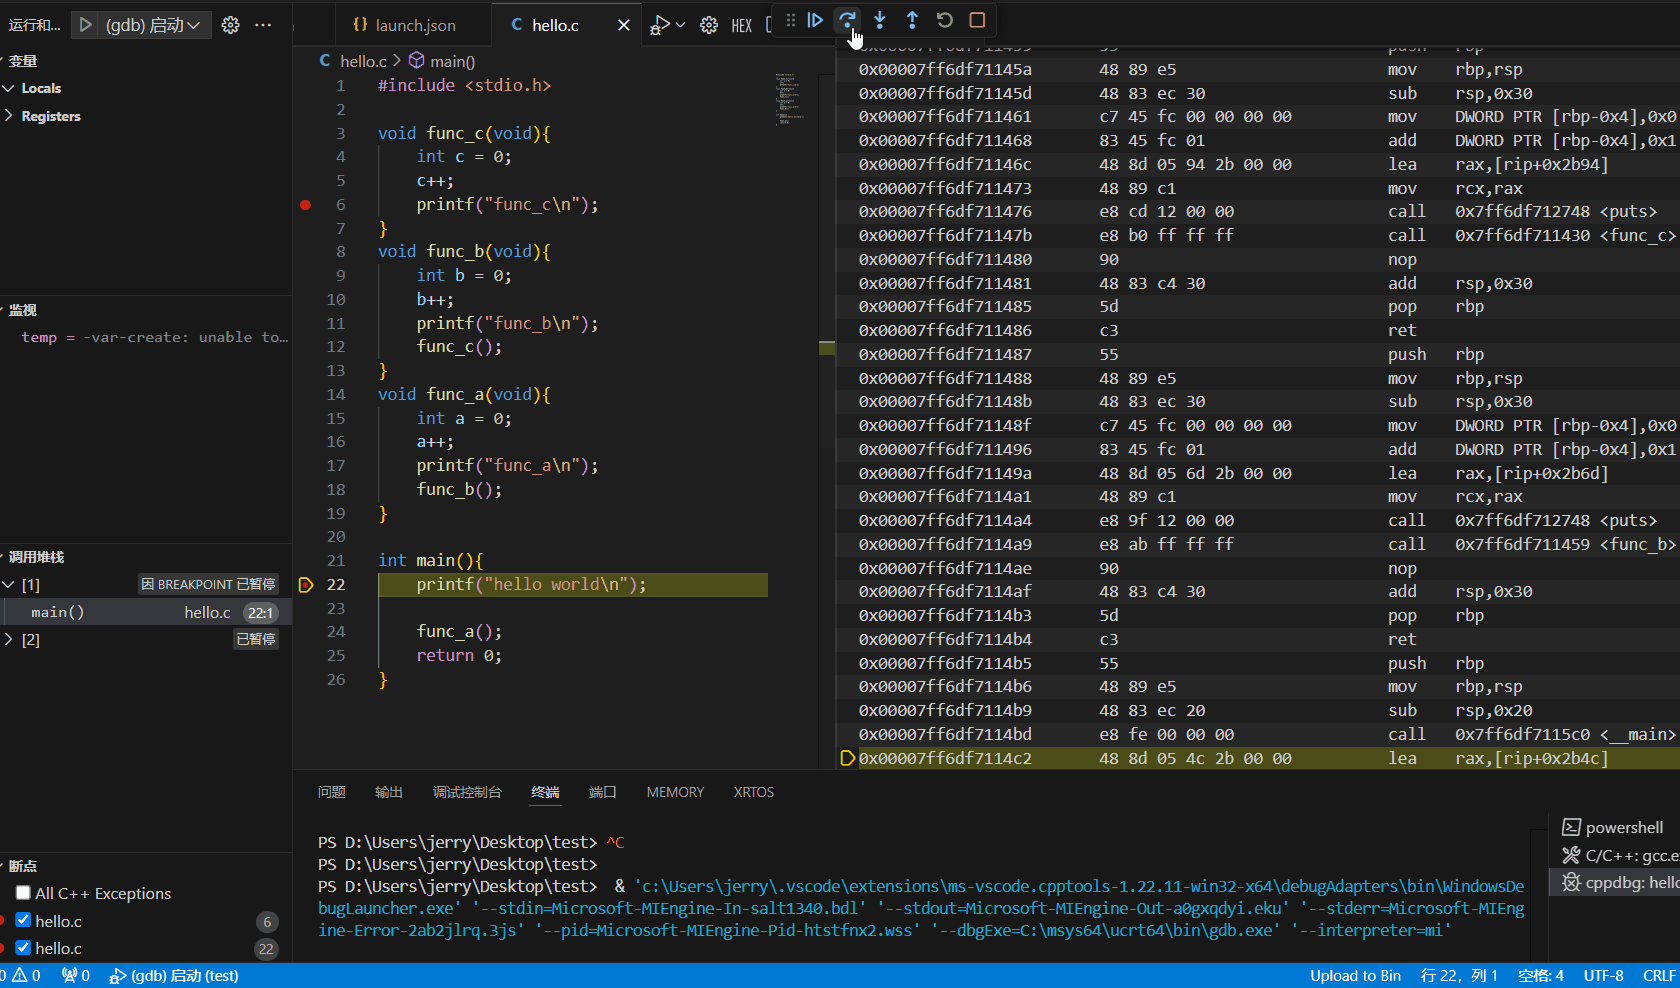 运行和...
(gdb) 启动
launch.json
hello.c
HEX
变量
Locals
Registers
监视
temp = -var-create: unable to…
调用堆栈
[1] 因 BREAKPOINT 已暂停
main() hello.c 22:1
[2] 已暂停
断点
All C++ Exceptions
hello.c 6
hello.c 22
hello.c > main()
1 #include <stdio.h>
2
3 void func_c(void){
4 int c = 0;
5 c++;
6 printf("func_c\n");
7 }
8 void func_b(void){
9 int b = 0;
10 b++;
11 printf("func_b\n");
12 func_c();
13 }
14 void func_a(void){
15 int a = 0;
16 a++;
17 printf("func_a\n");
18 func_b();
19 }
20
21 int main(){
22 printf("hello world\n");
23
24 func_a();
25 return 0;
26 }
0x00007ff6df71145a 48 89 e5 mov rbp,rsp
0x00007ff6df71145d 48 83 ec 30 sub rsp,0x30
0x00007ff6df711461 c7 45 fc 00 00 00 00 mov DWORD PTR [rbp-0x4],0x0
0x00007ff6df711468 83 45 fc 01 add DWORD PTR [rbp-0x4],0x1
0x00007ff6df71146c 48 8d 05 94 2b 00 00 lea rax,[rip+0x2b94]
0x00007ff6df711473 48 89 c1 mov rcx,rax
0x00007ff6df711476 e8 cd 12 00 00 call 0x7ff6df712748 <puts>
0x00007ff6df71147b e8 b0 ff ff ff call 0x7ff6df711430 <func_c>
0x00007ff6df711480 90 nop
0x00007ff6df711481 48 83 c4 30 add rsp,0x30
0x00007ff6df711485 5d pop rbp
0x00007ff6df711486 c3 ret
0x00007ff6df711487 55 push rbp
0x00007ff6df711488 48 89 e5 mov rbp,rsp
0x00007ff6df71148b 48 83 ec 30 sub rsp,0x30
0x00007ff6df71148f c7 45 fc 00 00 00 00 mov DWORD PTR [rbp-0x4],0x0
0x00007ff6df711496 83 45 fc 01 add DWORD PTR [rbp-0x4],0x1
0x00007ff6df71149a 48 8d 05 6d 2b 00 00 lea rax,[rip+0x2b6d]
0x00007ff6df7114a1 48 89 c1 mov rcx,rax
0x00007ff6df7114a4 e8 9f 12 00 00 call 0x7ff6df712748 <puts>
0x00007ff6df7114a9 e8 ab ff ff ff call 0x7ff6df711459 <func_b>
0x00007ff6df7114ae 90 nop
0x00007ff6df7114af 48 83 c4 30 add rsp,0x30
0x00007ff6df7114b3 5d pop rbp
0x00007ff6df7114b4 c3 ret
0x00007ff6df7114b5 55 push rbp
0x00007ff6df7114b6 48 89 e5 mov rbp,rsp
0x00007ff6df7114b9 48 83 ec 20 sub rsp,0x20
0x00007ff6df7114bd e8 fe 00 00 00 call 0x7ff6df7115c0 <__main>
0x00007ff6df7114c2 48 8d 05 4c 2b 00 00 lea rax,[rip+0x2b4c]
问题 输出 调试控制台 终端 端口 MEMORY XRTOS
PS D:\Users\jerry\Desktop\test> ^C
PS D:\Users\jerry\Desktop\test>
PS D:\Users\jerry\Desktop\test> & 'c:\Users\jerry\.vscode\extensions\ms-vscode.cpptools-1.22.11-win32-x64\debugAdapters\bin\WindowsDe
bugLauncher.exe' '--stdin=Microsoft-MIEngine-In-salt1340.bdl' '--stdout=Microsoft-MIEngine-Out-a0gxqdyi.eku' '--stderr=Microsoft-MIEng
ine-Error-2ab2jlrq.3js' '--pid=Microsoft-MIEngine-Pid-htstfnx2.wss' '--dbgExe=C:\msys64\ucrt64\bin\gdb.exe' '--interpreter=mi'
powershell
C/C++: gcc.e
cppdbg: hello
0 0 0 (gdb) 启动 (test) Upload to Bin 行 22, 列 1 空格: 4 UTF-8 CRLF